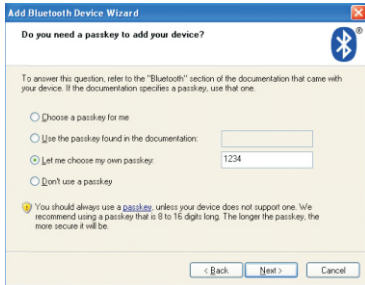 Add Bluetooth Device Wizard
Do you need a passkey to add your device?
To answer this question, refer to the "Bluetooth" section of the documentation that came with
your device. If the documentation specifies a passkey, use that one.
Choose a passkey for me
Use the passkey found in the documentation:
Let me choose my own passkey: 1234
Don't use a passkey
You should always use a passkey, unless your device does not support one. We
recommend using a passkey that is 8 to 16 digits long. The longer the passkey, the
more secure it will be.
< Back Next > Cancel